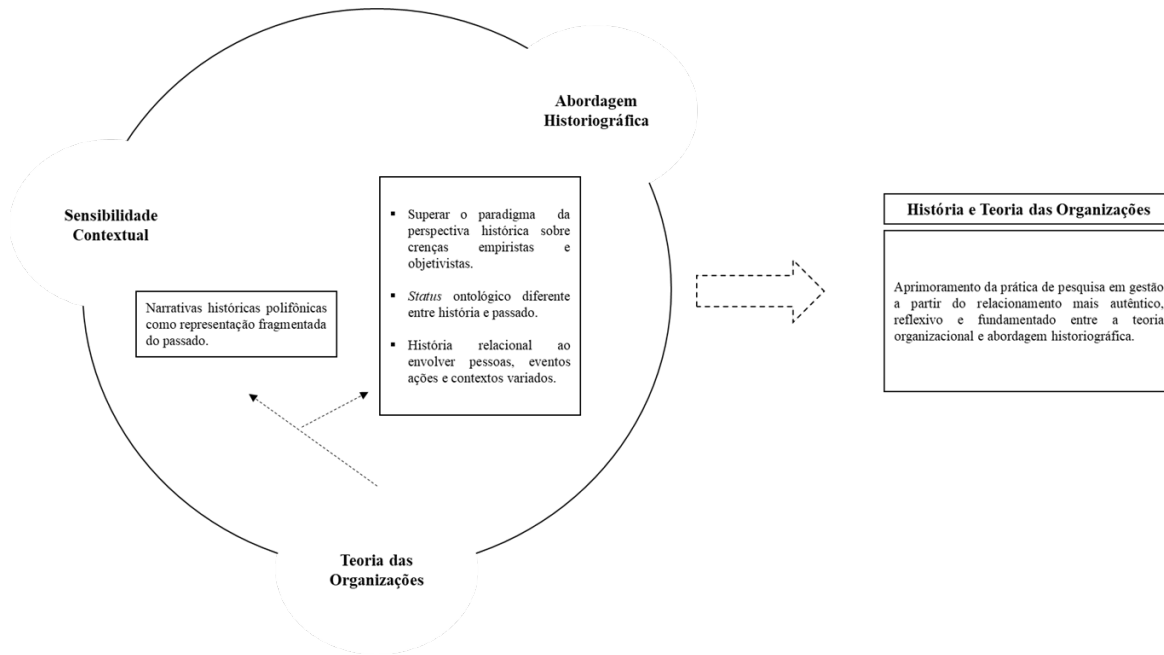 Abordagem
Historiográfica
Sensibilidade
Contextual
▪ Superar o paradigma da
perspectiva histórica sobre
crenças empiristas e
objetivistas.
▪ Status ontológico diferente
entre história e passado.
▪ História relacional ao
envolver pessoas, eventos
ações e contextos variados.
Narrativas históricas polifônicas
como representação fragmentada
do passado.
Teoria das
Organizações
História e Teoria das Organizações
Aprimoramento da prática de pesquisa em gestão
a partir do relacionamento mais autêntico,
reflexivo e fundamentado entre a teoria
organizacional e abordagem historiográfica.